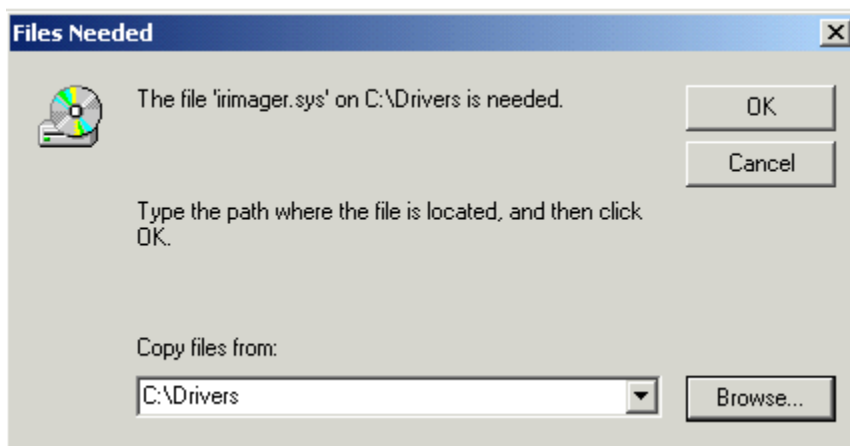 Files Needed
The file 'irimager.sys' on C:\Drivers is needed.
OK
Cancel
Type the path where the file is located, and then click
OK.
Copy files from:
C:\Drivers
Browse...